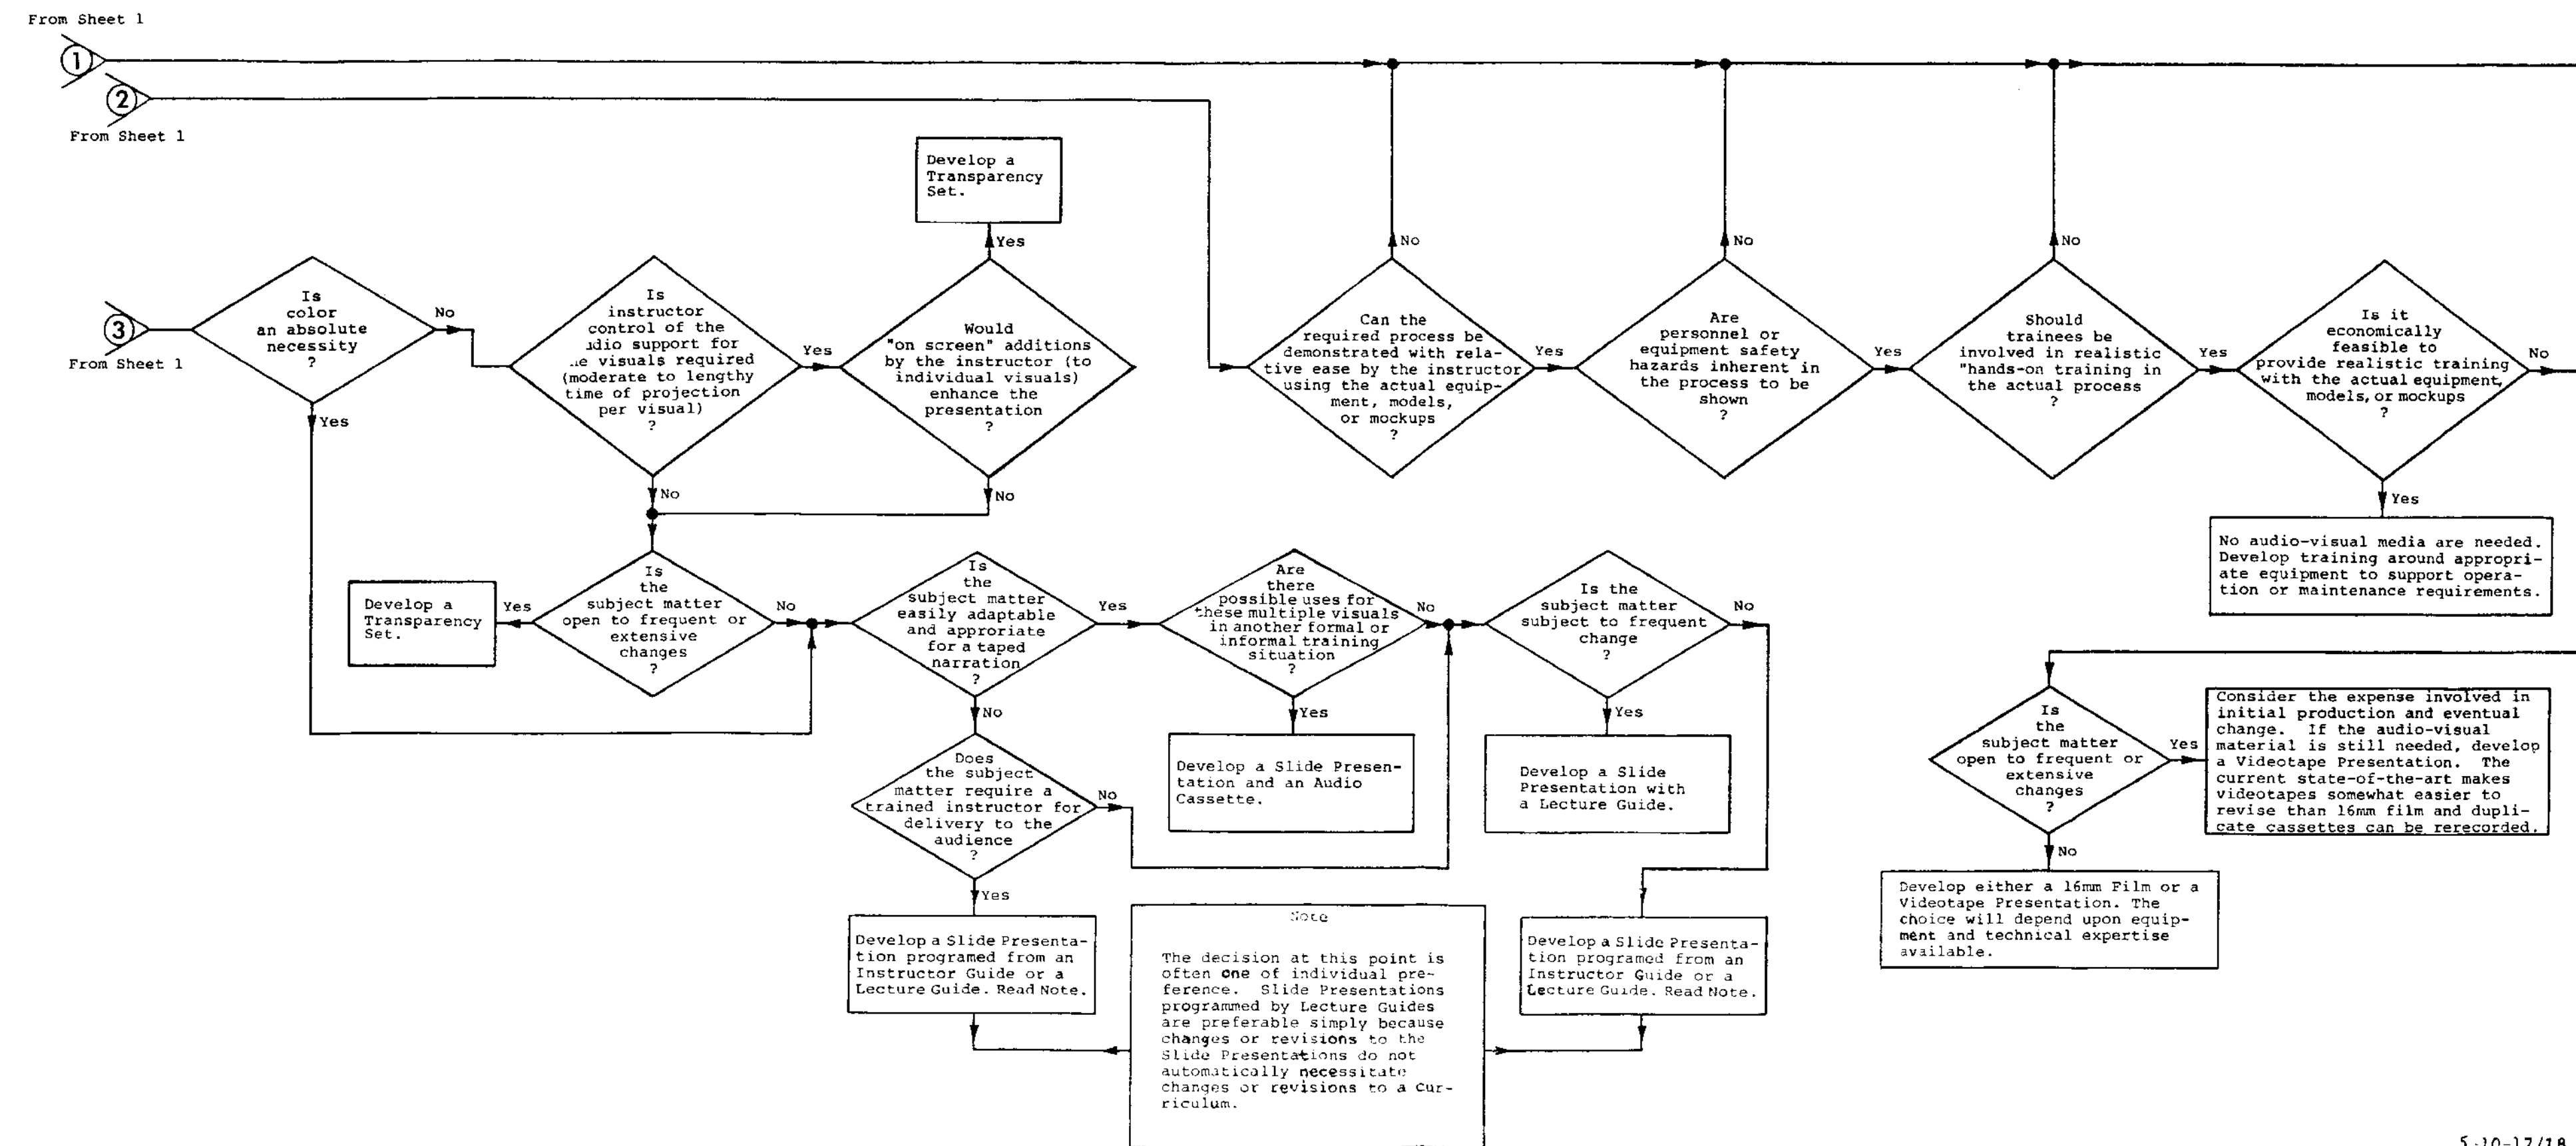 From Sheet 1
1
2
From Sheet 1
Develop a
Transparency
Set.
Yes
3
From Sheet 1
Is
color
an absolute
necessity
?
No
Yes
Is
instructor
control of the
support for
visuals required
(moderate to lengthy
time of projection
per visual)
?
Yes
No
Would
"on screen" additions
by the instructor (to
individual visuals)
enhance the
presentation
?
No
No
Can the
required process be
demonstrated with rela-
tive ease by the instructor
using the actual equip-
ment, models,
or mockups
?
Yes
No
Are
personnel or
equipment safety
hazards inherent in
the process to be
shown
?
Yes
No
Should
trainees be
involved in realistic
"hands-on training in
the actual process
?
Yes
Is it
economically
feasible to
provide realistic training
with the actual equipment,
models, or mockups
?
No
Yes
No audio-visual media are needed.
Develop training around appropri-
ate equipment to support opera-
tion or maintenance requirements.
Develop a
Transparency
Set.
Yes
Is
the
subject matter
open to frequent or
extensive
changes
?
No
Is
the
subject matter
easily adaptable
and approriate
for a taped
narration
?
Yes
No
Are
there
possible uses for
these multiple visuals
in another formal or
informal training
situation
?
No
Yes
Is the
subject matter
subject to frequent
change
?
No
Yes
Does
the subject
matter require a
trained instructor for
delivery to the
audience
?
No
Yes
Develop a Slide Presen-
tation and an Audio
Cassette.
Develop a Slide
Presentation with
a Lecture Guide.
Is
the
subject matter
open to frequent or
extensive
changes
?
Yes
No
Consider the expense involved in
initial production and eventual
change. If the audio-visual
material is still needed, develop
a Videotape Presentation. The
current state-of-the-art makes
videotapes somewhat easier to
revise than 16mm film and dupli-
cate cassettes can be rerecorded.
Develop either a 16mm Film or a
Videotape Presentation. The
choice will depend upon equip-
ment and technical expertise
available.
Develop a Slide Presenta-
tion programed from an
Instructor Guide or a
Lecture Guide. Read Note.
Note
The decision at this point is
often one of individual pre-
ference. Slide Presentations
programmed by Lecture Guides
are preferable simply because
changes or revisions to the
Slide Presentations do not
automatically necessitate
changes or revisions to a Cur-
riculum.
Develop a Slide Presenta-
tion programed from an
Instructor Guide or a
Lecture Guide. Read Note.